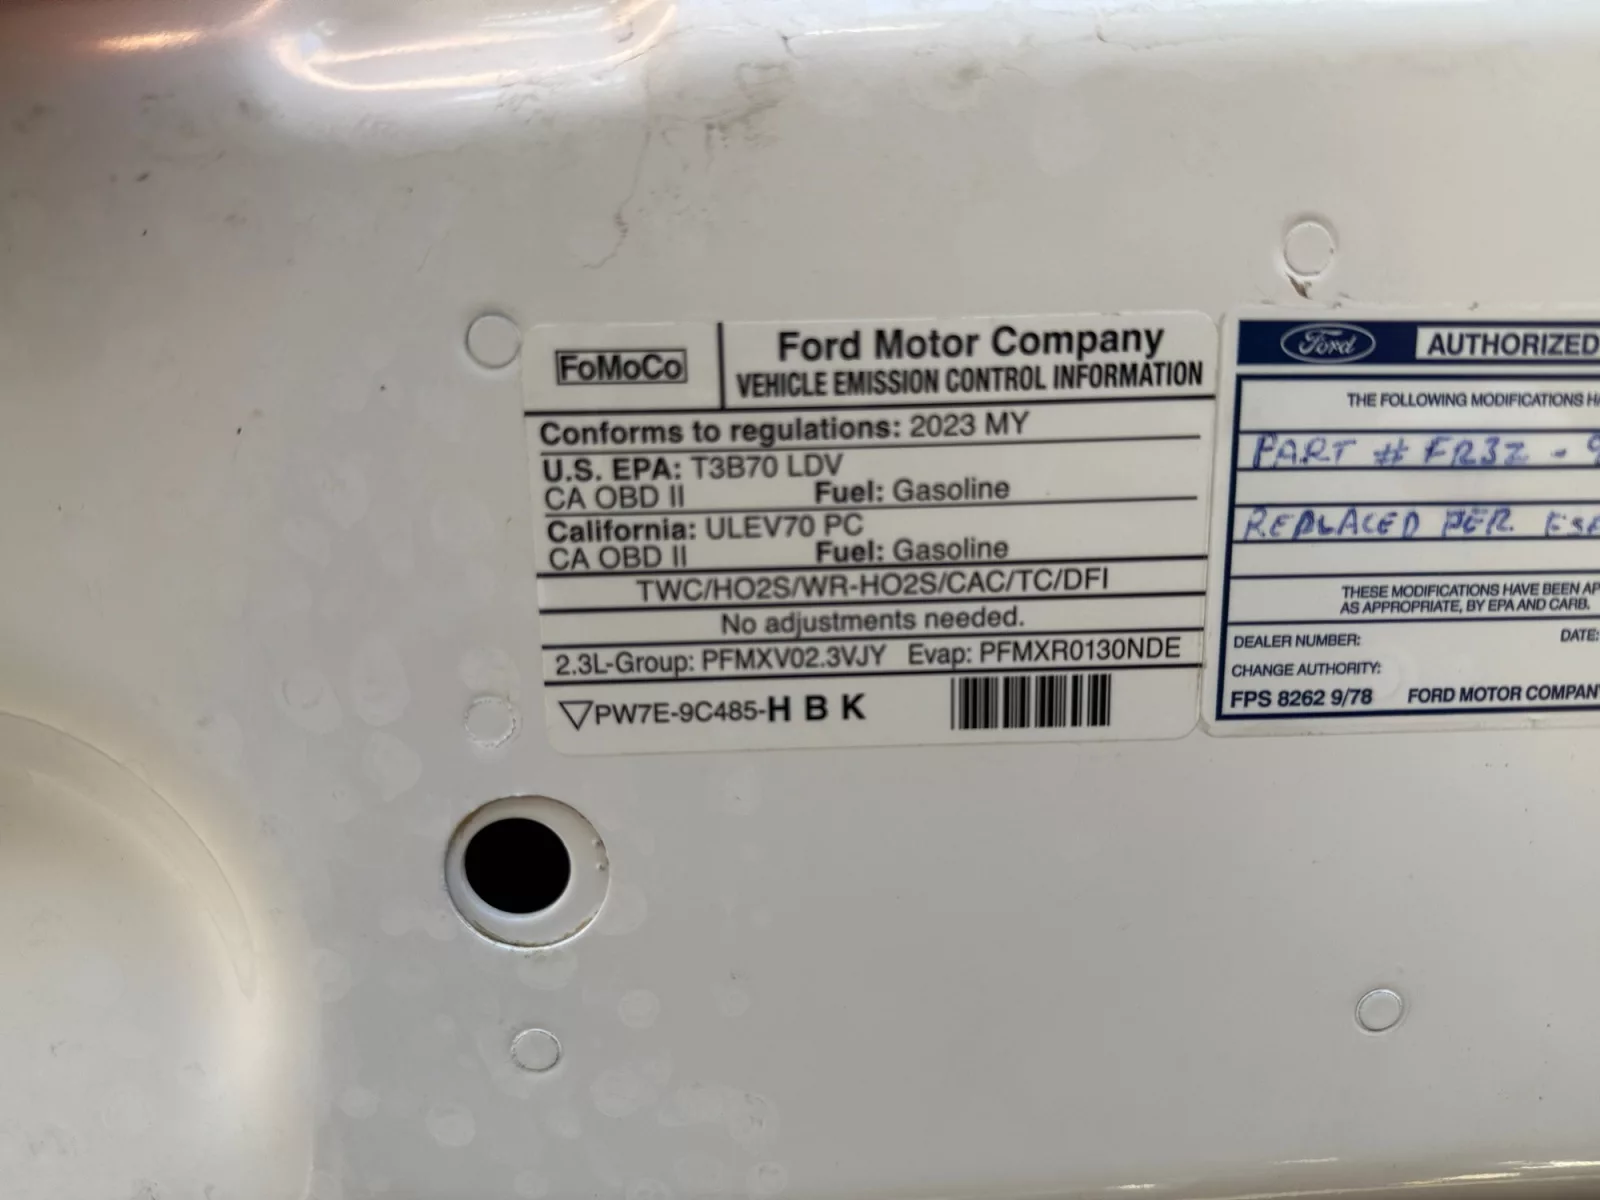 FoMoCo
Ford Motor Company
VEHICLE EMISSION CONTROL INFORMATION
Conforms to regulations: 2023 MY
U.S. EPA: T3B70 LDV
CA OBD II Fuel: Gasoline
California: ULEV70 PC
CA OBD II Fuel: Gasoline
TWC/HO2S/WR-HO2S/CAC/TC/DFI
No adjustments needed.
2.3L-Group: PFMXV02.3VJY Evap: PFMXR0130NDE
PW7E-9C485-H B K
Ford AUTHORIZED
THE FOLLOWING MODIFICATIONS
PART # FR3Z -
REPLACED PER
THESE MODIFICATIONS HAVE BEEN
AS APPROPRIATE, BY EPA AND CARB.
DEALER NUMBER: DATE:
CHANGE AUTHORITY:
FPS 8262 9/78 FORD MOTOR